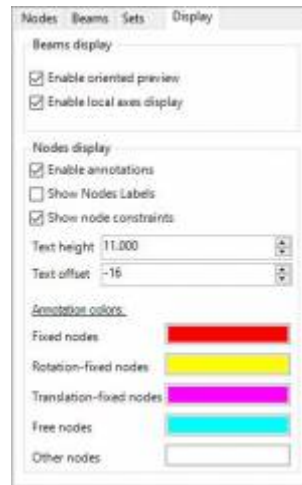 Nodes Beams Sets Display
Beams display
Enable oriented preview
Enable local axes display
Nodes display
Enable annotations
Show Nodes Labels
Show node constraints
Text height 11.000
Text offset -16
Annotation colors:
Fixed nodes
Rotation-fixed nodes
Translation-fixed nodes
Free nodes
Other nodes